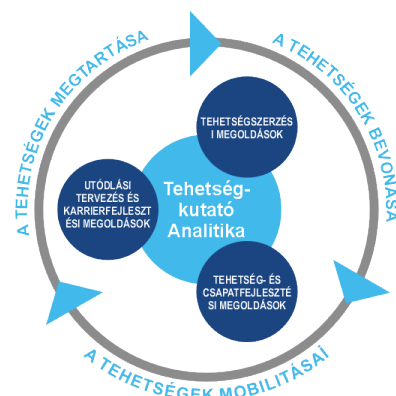 A TEHETSÉGEK MEGTARTÁSA
A TEHETSÉGEK BEVONÁSA
TEHETSÉGSZERZÉS
I MEGOLDÁSOK
UTÓDLÁSI
TERVEZÉS ÉS
KARRIERFEJLESZT
ÉSI MEGOLDÁSOK
Tehetség-
kutató
Analitika
TEHETSÉG- ÉS
CSAPATFEJLESZTÉ
SI MEGOLDÁSOK
A TEHETSÉGEK MOBILITÁSAÍ